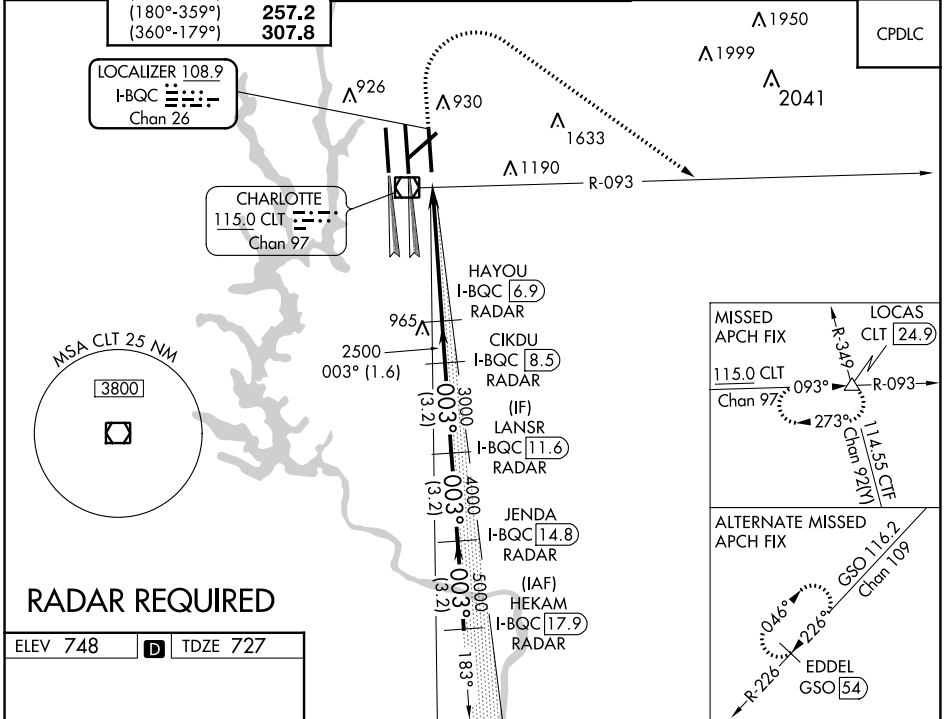 (180°-359°) 257.2
(360°-179°) 307.8
CPDLC
1950
1999
2041
LOCALIZER 108.9
I-BQC
Chan 26
926
930
1633
1190
R-093
CHARLOTTE
115.0 CLT
Chan 97
HAYOU
I-BQC 6.9
RADAR
965
2500
003° (1.6)
CIKDU
I-BQC 8.5
RADAR
3000
003°
(3.2)
(IF)
LANSR
I-BQC 11.6
RADAR
4000
003°
(3.2)
JENDA
I-BQC 14.8
RADAR
5000
003°
(3.2)
(IAF)
HEKAM
I-BQC 17.9
RADAR
183°
MSA CLT 25 NM
3800
MISSED
APCH FIX
LOCAS
CLT 24.9
R-349
115.0 CLT
Chan 97
093°
R-093
273°
114.55 CTF
Chan 92(Y)
ALTERNATE MISSED
APCH FIX
GSO 116.2
Chan 109
046°
226°
R-226
EDDEL
GSO 54
RADAR REQUIRED
ELEV 748 D TDZE 727